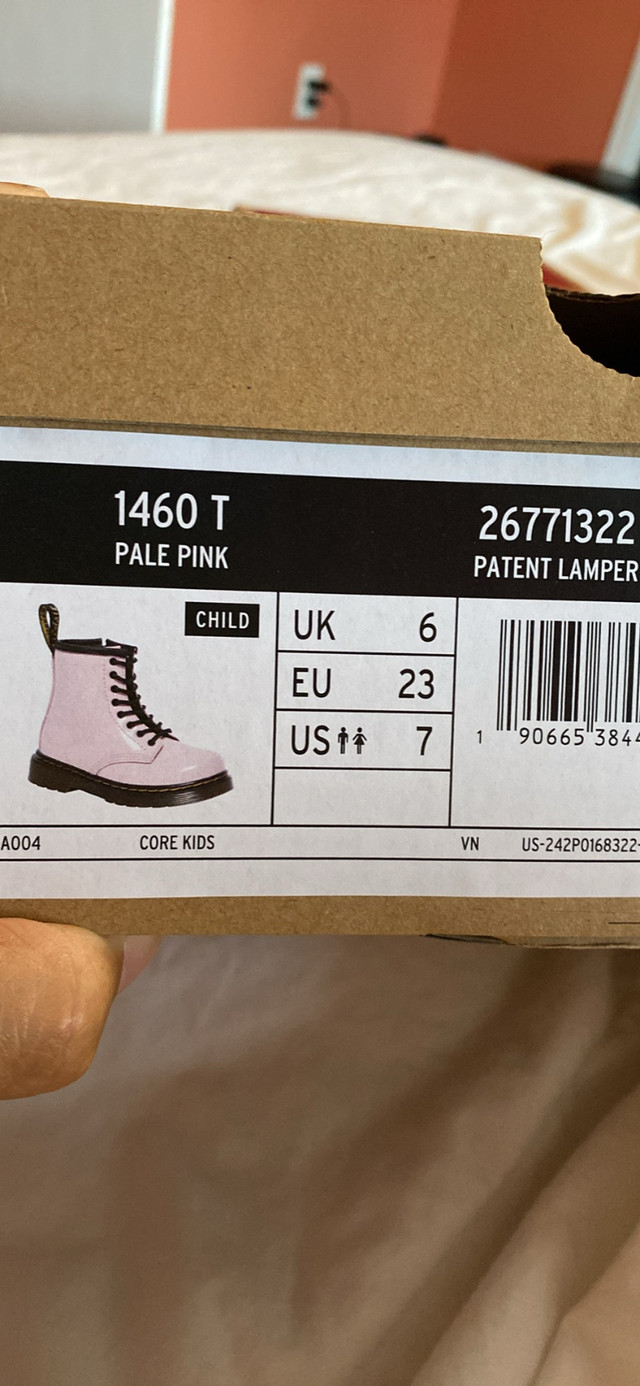 1460 T
PALE PINK
26771322
PATENT LAMPER
CHILD
UK 6
EU 23
US 7
1 90665 384
A004
CORE KIDS
VN
US-242P0168322-